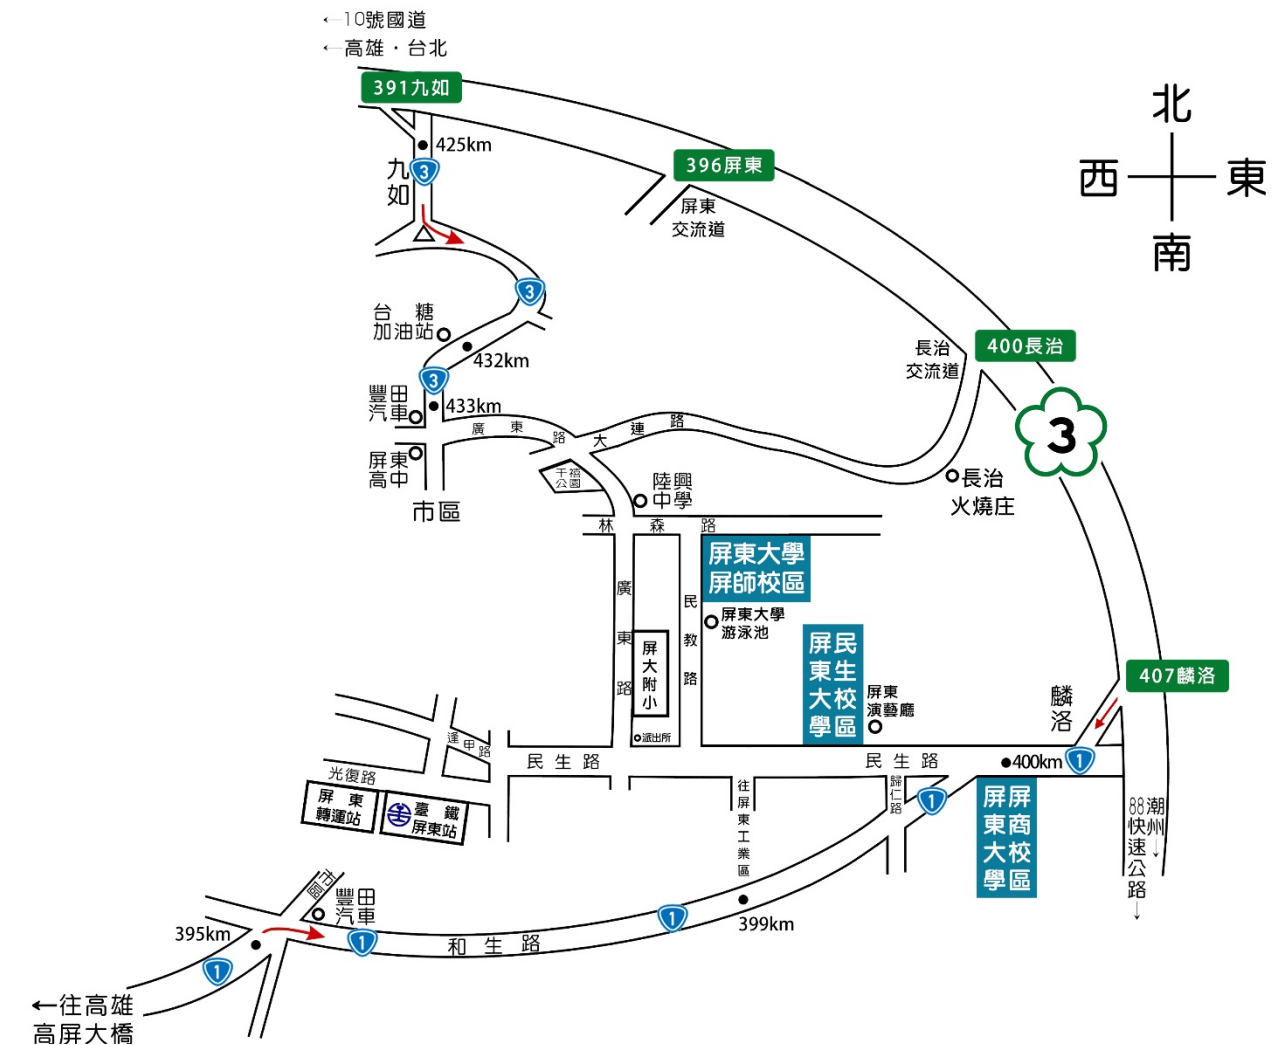 ←10號國道
←高雄・台北
391九如
425km
九如
3
396屏東
屏東
交流道
北
西
東
南
3
台糖
加油站
432km
400長治
長治
交流道
3
豐田
汽車
433km
廣東路
大連路
3
屏東
高中
市區
千禧
公園
陸興
中學
長治
火燒庄
林森路
屏東大學
屏師校區
廣東路
民教路
屏東大學
游泳池
屏大附小
派出所
民生校區
屏東大學
屏東
演藝廳
407麟洛
麟洛
逢甲路
民生路
民生路
400km
1
光復路
屏東
轉運站
臺鐵
屏東站
往屏東工業區
歸仁路
1
屏商校區
屏東大學
潮州→
88快速公路→
市區
豐田
汽車
395km
1
1
和生路
1
399km
←往高雄
高屏大橋